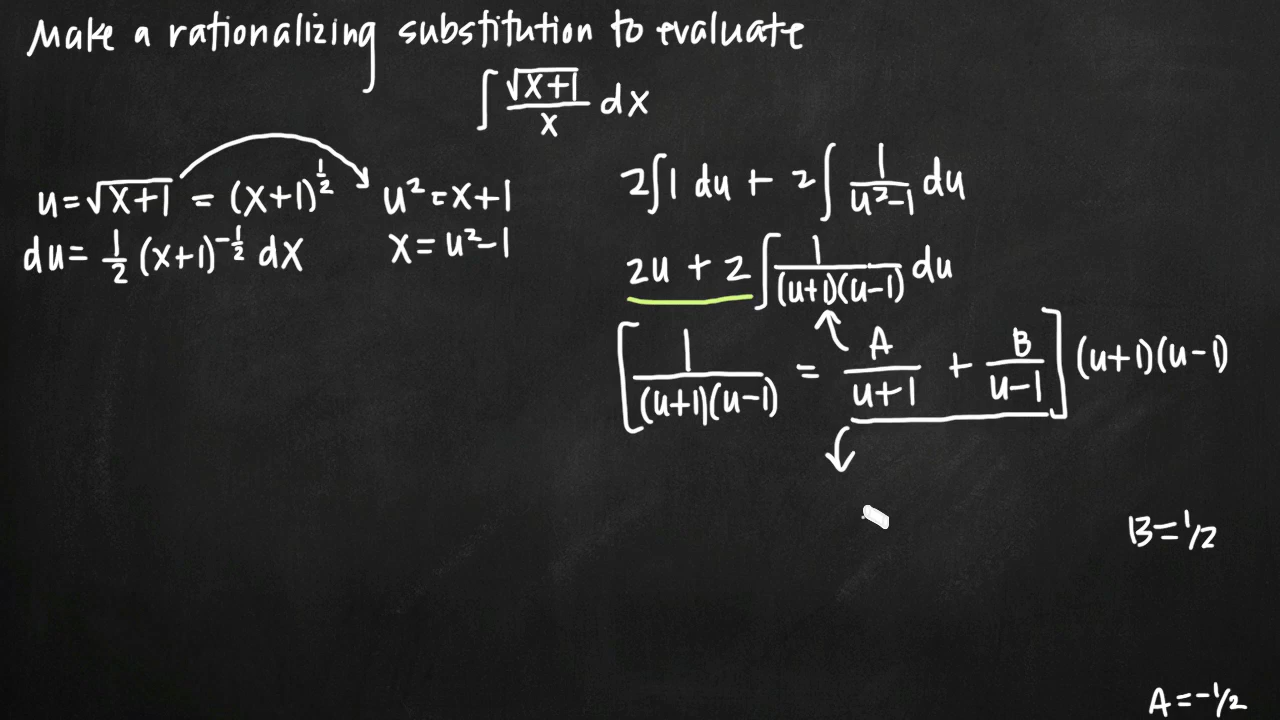 Make a rationalizing substitution to evaluate
∫ √(x+1)/x dx
u = √(x+1) = (x+1)^(1/2)
u² = x+1
du = 1/2 (x+1)^(-1/2) dx
x = u²-1
2∫1 du + 2∫ 1/(u²-1) du
2u + 2∫ 1/((u+1)(u-1)) du
[1/((u+1)(u-1)) = A/(u+1) + B/(u-1)] (u+1)(u-1)
B = 1/2
A = -1/2